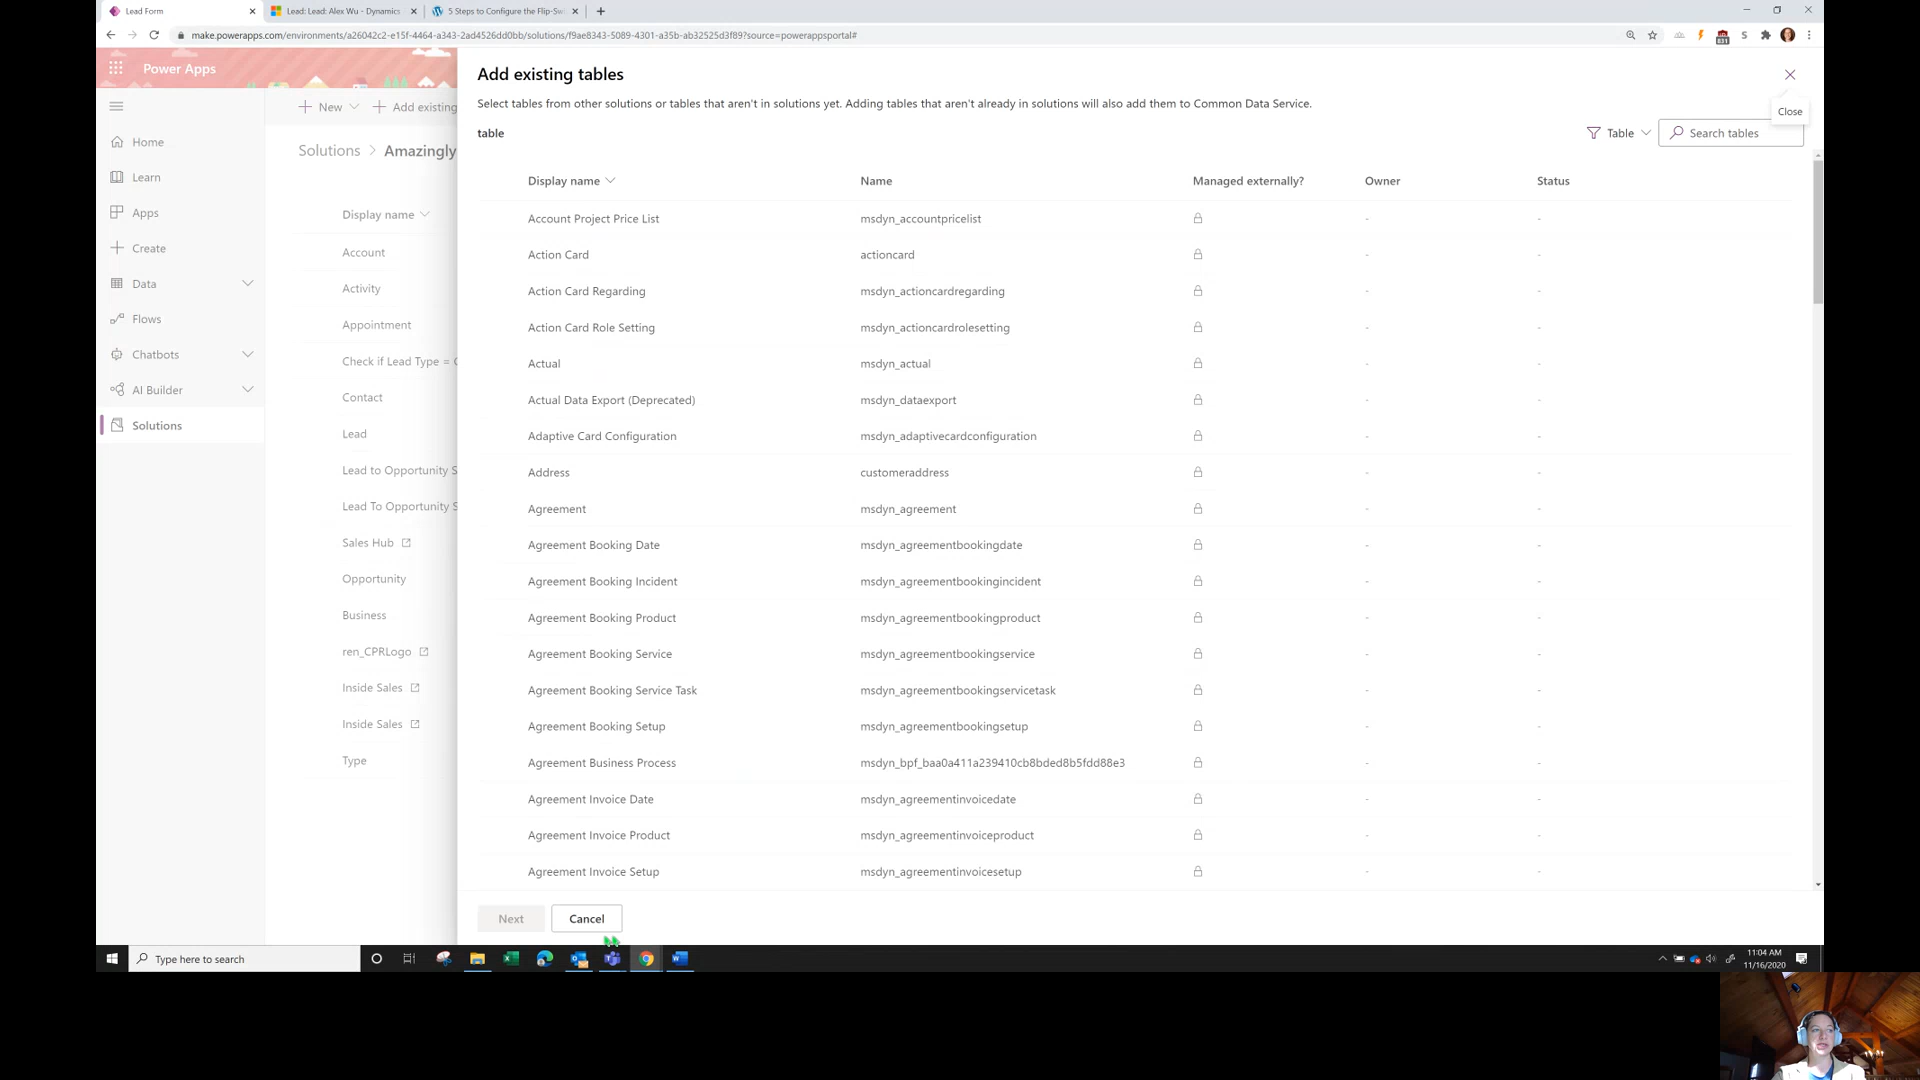 Lead Form
Lead: Lead: Alex Wu - Dynamics
5 Steps to Configure the Flip-Sw
make.powerapps.com/environments/a26042c2-e15f-4464-a343-2ad4526dd0bb/solutions/f9ae8343-5089-4301-a35b-ab32525d3f89?source=powerappsportal#
Power Apps
Home
Learn
Apps
Create
Data
Flows
Chatbots
AI Builder
Solutions
New
Add existing
Solutions > Amazingly
Display name
Account
Activity
Appointment
Check if Lead Type =
Contact
Lead
Lead to Opportunity S
Lead To Opportunity S
Sales Hub
Opportunity
Business
ren_CPRLogo
Inside Sales
Inside Sales
Type
Add existing tables
Select tables from other solutions or tables that aren't in solutions yet. Adding tables that aren't already in solutions will also add them to Common Data Service.
Close
table
Table
Search tables
Display name Name Managed externally? Owner Status
Account Project Price List msdyn_accountpricelist - -
Action Card actioncard - -
Action Card Regarding msdyn_actioncardregarding - -
Action Card Role Setting msdyn_actioncardrolesetting - -
Actual msdyn_actual - -
Actual Data Export (Deprecated) msdyn_dataexport - -
Adaptive Card Configuration msdyn_adaptivecardconfiguration - -
Address customeraddress - -
Agreement msdyn_agreement - -
Agreement Booking Date msdyn_agreementbookingdate - -
Agreement Booking Incident msdyn_agreementbookingincident - -
Agreement Booking Product msdyn_agreementbookingproduct - -
Agreement Booking Service msdyn_agreementbookingservice - -
Agreement Booking Service Task msdyn_agreementbookingservicetask - -
Agreement Booking Setup msdyn_agreementbookingsetup - -
Agreement Business Process msdyn_bpf_baa0a411a239410cb8bded8b5fdd88e3 - -
Agreement Invoice Date msdyn_agreementinvoicedate - -
Agreement Invoice Product msdyn_agreementinvoiceproduct - -
Agreement Invoice Setup msdyn_agreementinvoicesetup - -
Next
Cancel
Type here to search
11:04 AM
11/16/2020